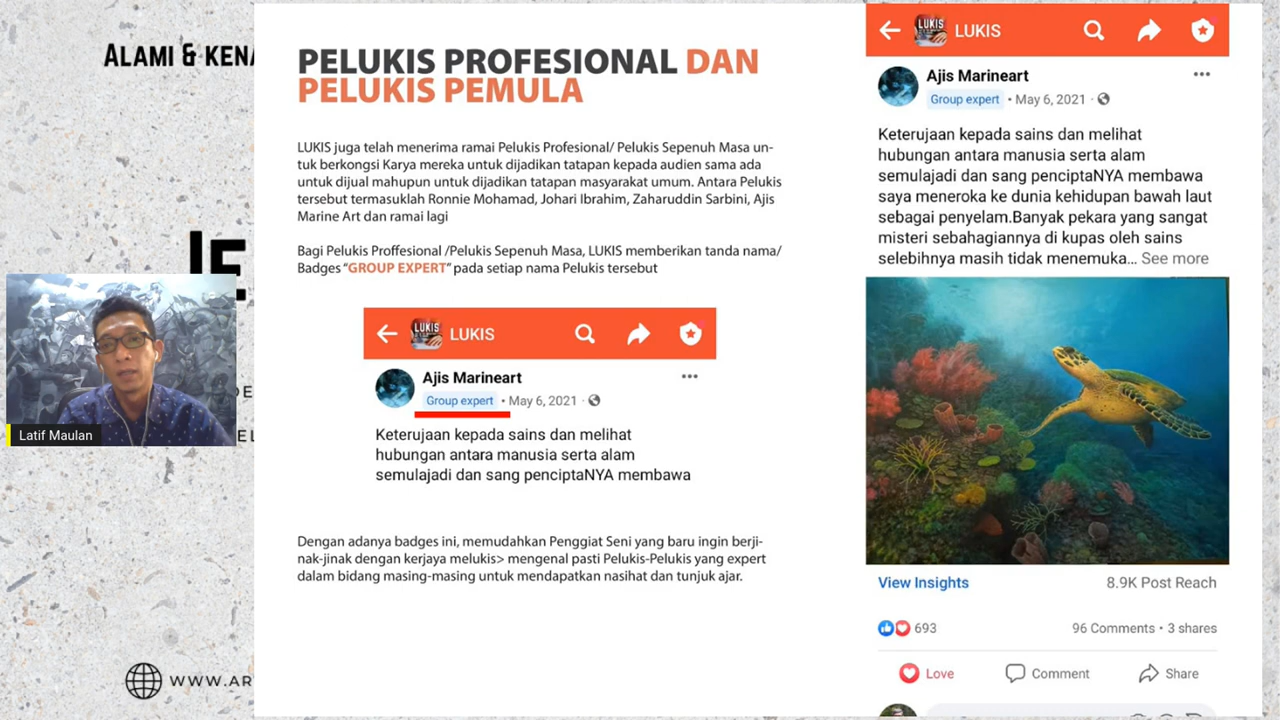 ALAMI & KENA
PELUKIS PROFESIONAL DAN
PELUKIS PEMULA
LUKIS juga telah menerima ramai Pelukis Profesional/ Pelukis Sepenuh Masa un-
tuk berkongsi Karya mereka untuk dijadikan tatapan kepada audien sama ada
untuk dijual mahupun untuk dijadikan tatapan masyarakat umum. Antara Pelukis
tersebut termasuklah Ronnie Mohamad, Johari Ibrahim, Zaharuddin Sarbini, Ajis
Marine Art dan ramai lagi
Bagi Pelukis Proffesional /Pelukis Sepenuh Masa, LUKIS memberikan tanda nama/
Badges "GROUP EXPERT" pada setiap nama Pelukis tersebut
LUKIS
LUKIS
Ajis Marineart
Group expert • May 6, 2021 ·
Keterujaan kepada sains dan melihat
hubungan antara manusia serta alam
semulajadi dan sang penciptaNYA membawa
Dengan adanya badges ini, memudahkan Penggiat Seni yang baru ingin berji-
nak-jinak dengan kerjaya melukis> mengenal pasti Pelukis-Pelukis yang expert
dalam bidang masing-masing untuk mendapatkan nasihat dan tunjuk ajar.
LUKIS
LUKIS
Ajis Marineart
Group expert • May 6, 2021 ·
Keterujaan kepada sains dan melihat
hubungan antara manusia serta alam
semulajadi dan sang penciptaNYA membawa
saya meneroka ke dunia kehidupan bawah laut
sebagai penyelam.Banyak pekara yang sangat
misteri sebahagiannya di kupas oleh sains
selebihnya masih tidak menemuka... See more
View Insights
8.9K Post Reach
693
96 Comments • 3 shares
Love
Comment
Share
Latif Maulan
WWW.AR